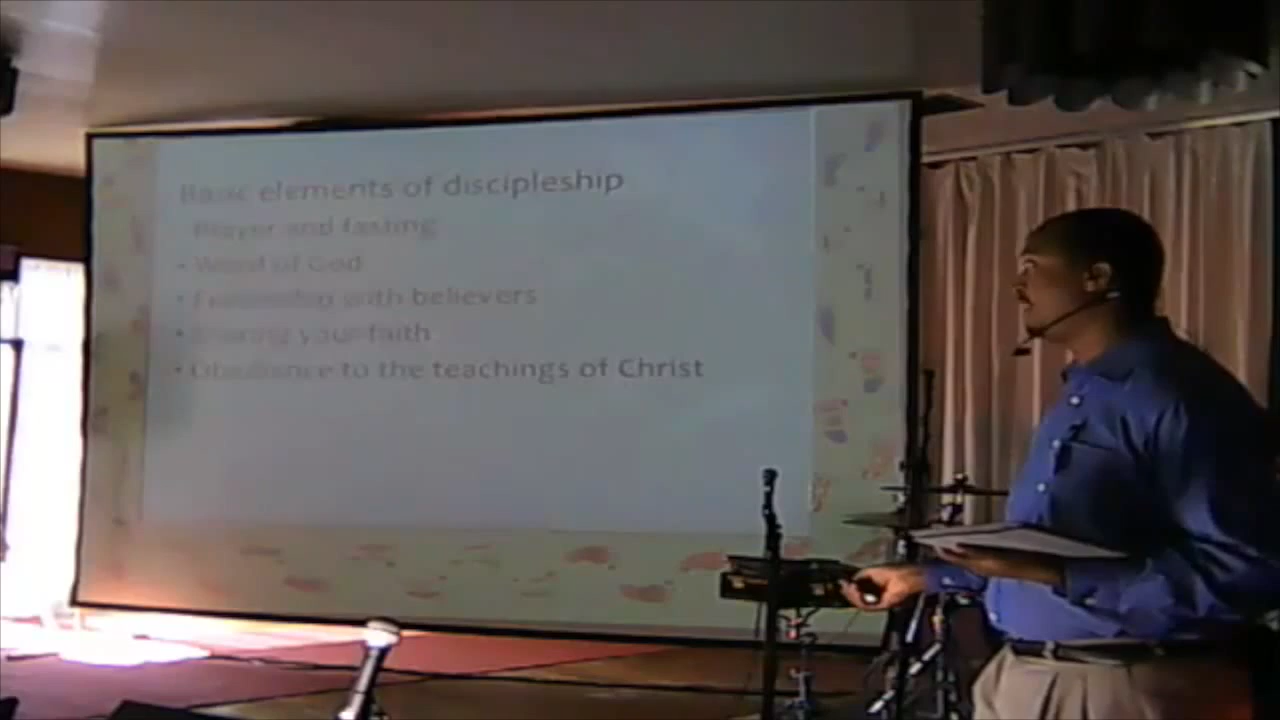 Basic elements of discipleship
Prayer and fasting
• Word of God
• Fellowship with believers
• Sharing your faith
• Obedience to the teachings of Christ